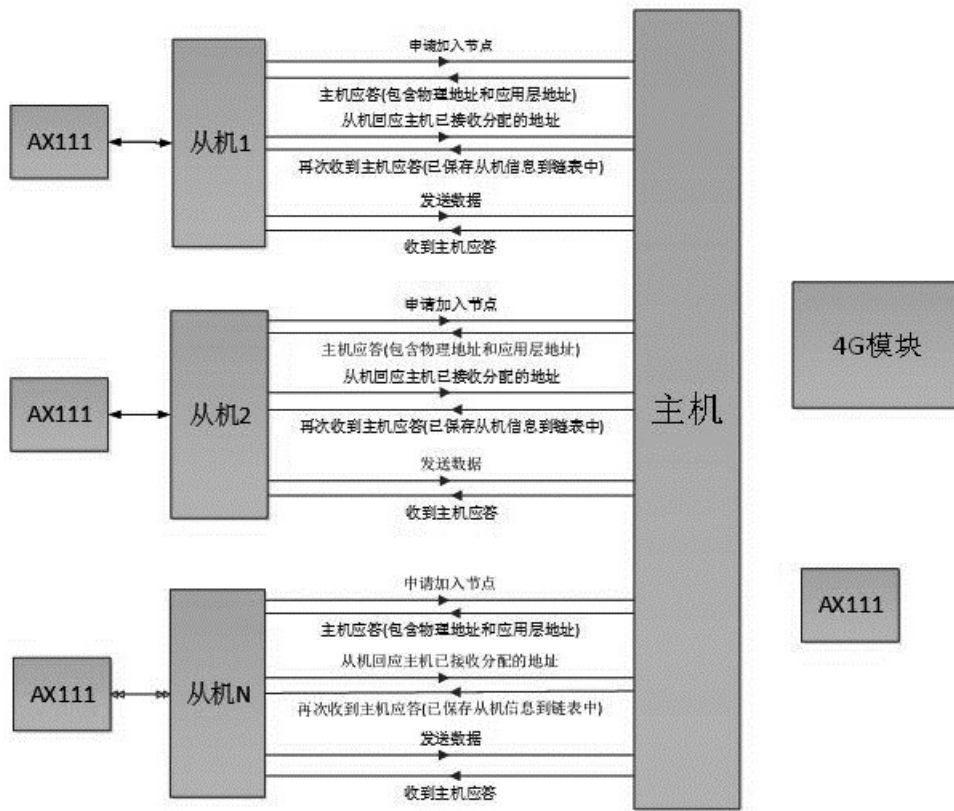 申请加入节点
主机应答(包含物理地址和应用层地址)
AX111
从机1
从机回应主机已接收分配的地址
再次收到主机应答(已保存从机信息到链表中)
发送数据
收到主机应答
申请加入节点
主机应答(包含物理地址和应用层地址)
从机回应主机已接收分配的地址
AX111
从机2
再次收到主机应答(已保存从机信息到链表中)
发送数据
收到主机应答
主机
4G模块
申请加入节点
主机应答(包含物理地址和应用层地址)
从机回应主机已接收分配的地址
AX111
从机N
再次收到主机应答(已保存从机信息到链表中)
发送数据
收到主机应答
AX111